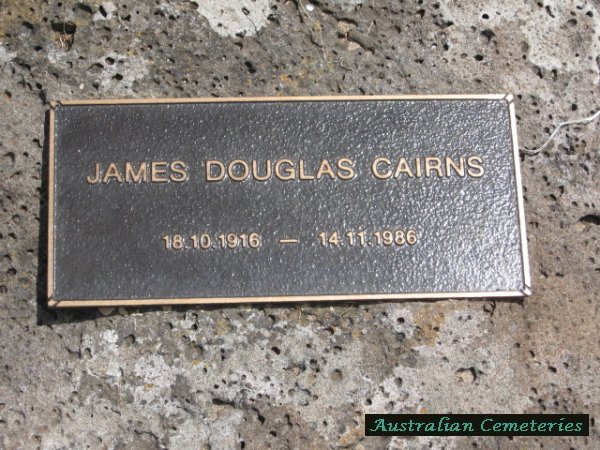 JAMES DOUGLAS CAIRNS
18.10.1916 — 14.11.1986
Australian Cemeteries